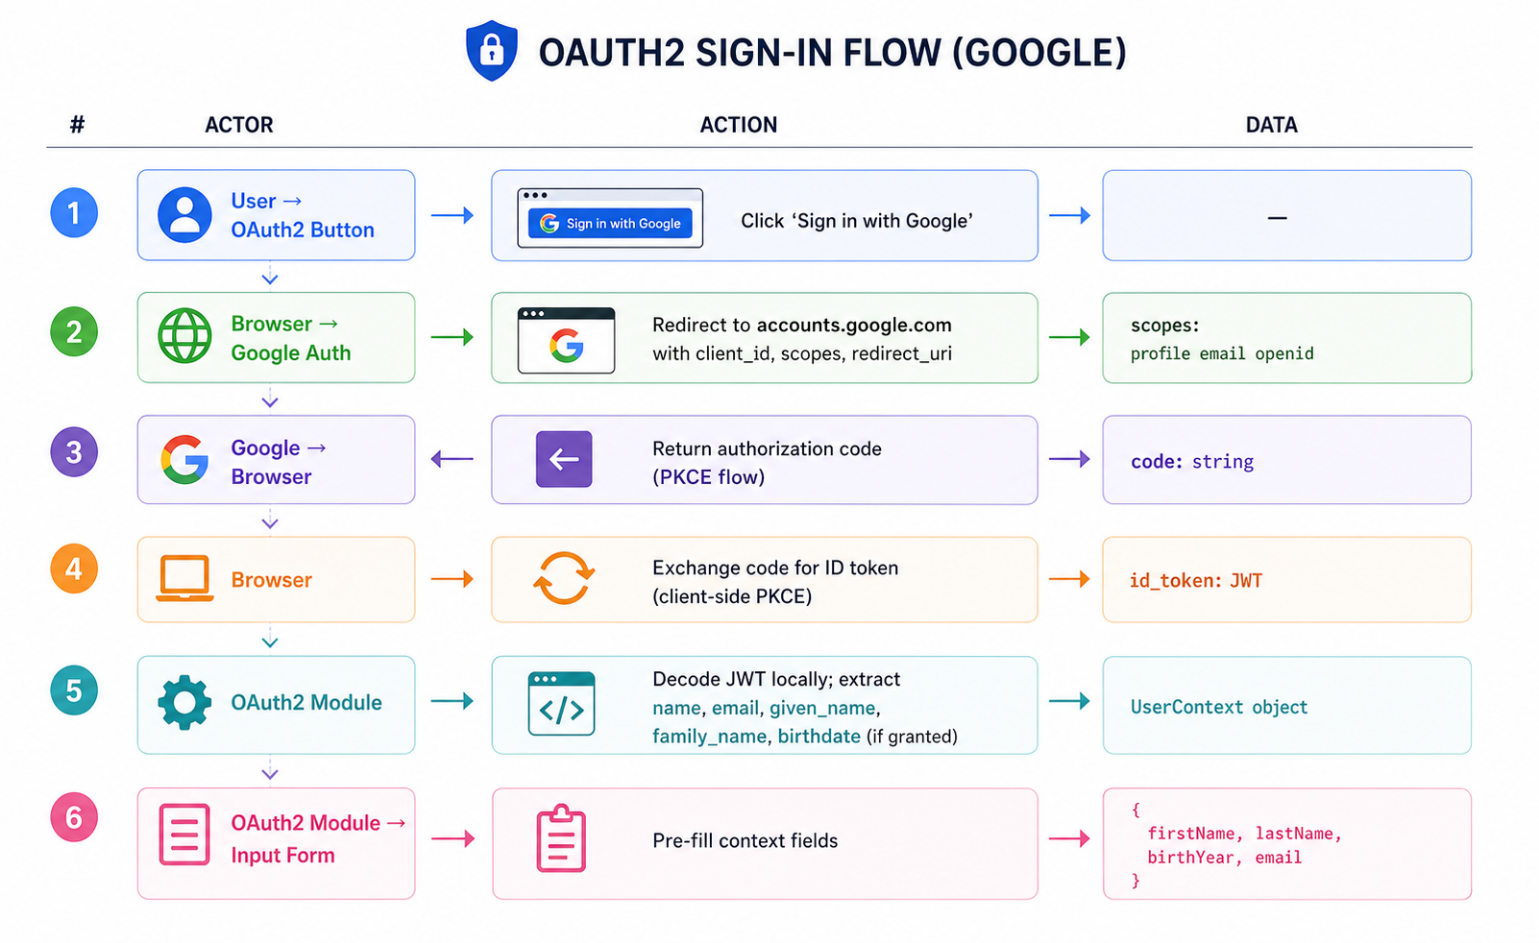 OAUTH2 SIGN-IN FLOW (GOOGLE)
# ACTOR ACTION DATA
1
User →
OAuth2 Button
Sign in with Google
Click ‘Sign in with Google’
—
2
Browser →
Google Auth
Redirect to accounts.google.com
with client_id, scopes, redirect_uri
scopes:
profile email openid
3
Google →
Browser
Return authorization code
(PKCE flow)
code: string
4
Browser
Exchange code for ID token
(client-side PKCE)
id_token: JWT
5
OAuth2 Module
</>
Decode JWT locally; extract
name, email, given_name,
family_name, birthdate (if granted)
UserContext object
6
OAuth2 Module →
Input Form
Pre-fill context fields
{
firstName, lastName,
birthYear, email
}